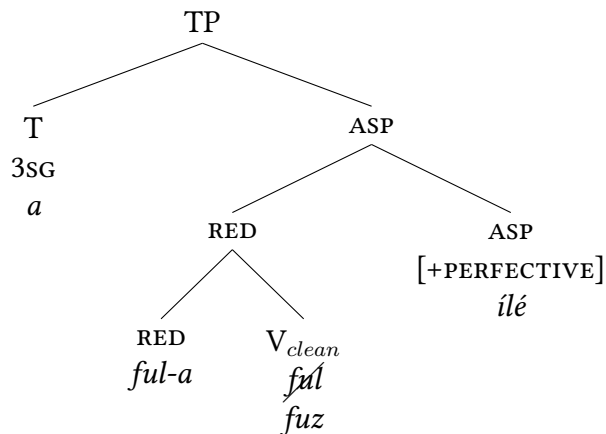 TP
T
3SG
a
ASP
RED
ASP
[+PERFECTIVE]
ílé
RED
ful-a
V_clean
ful
fuz